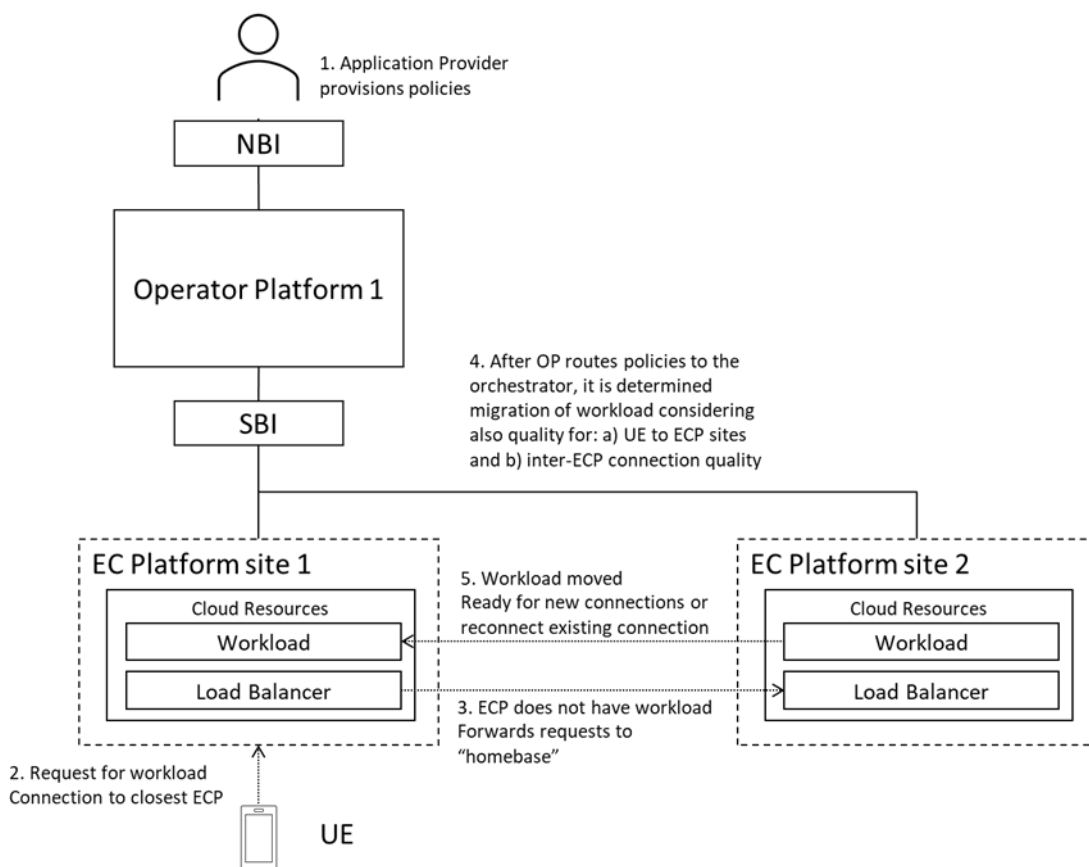 1. Application Provider
provisions policies
NBI
Operator Platform 1
4. After OP routes policies to the
orchestrator, it is determined
migration of workload considering
also quality for: a) UE to ECP sites
and b) inter-ECP connection quality
SBI
EC Platform site 1
Cloud Resources
Workload
Load Balancer
5. Workload moved
Ready for new connections or
reconnect existing connection
3. ECP does not have workload
Forwards requests to
“homebase”
EC Platform site 2
Cloud Resources
Workload
Load Balancer
2. Request for workload
Connection to closest ECP
UE